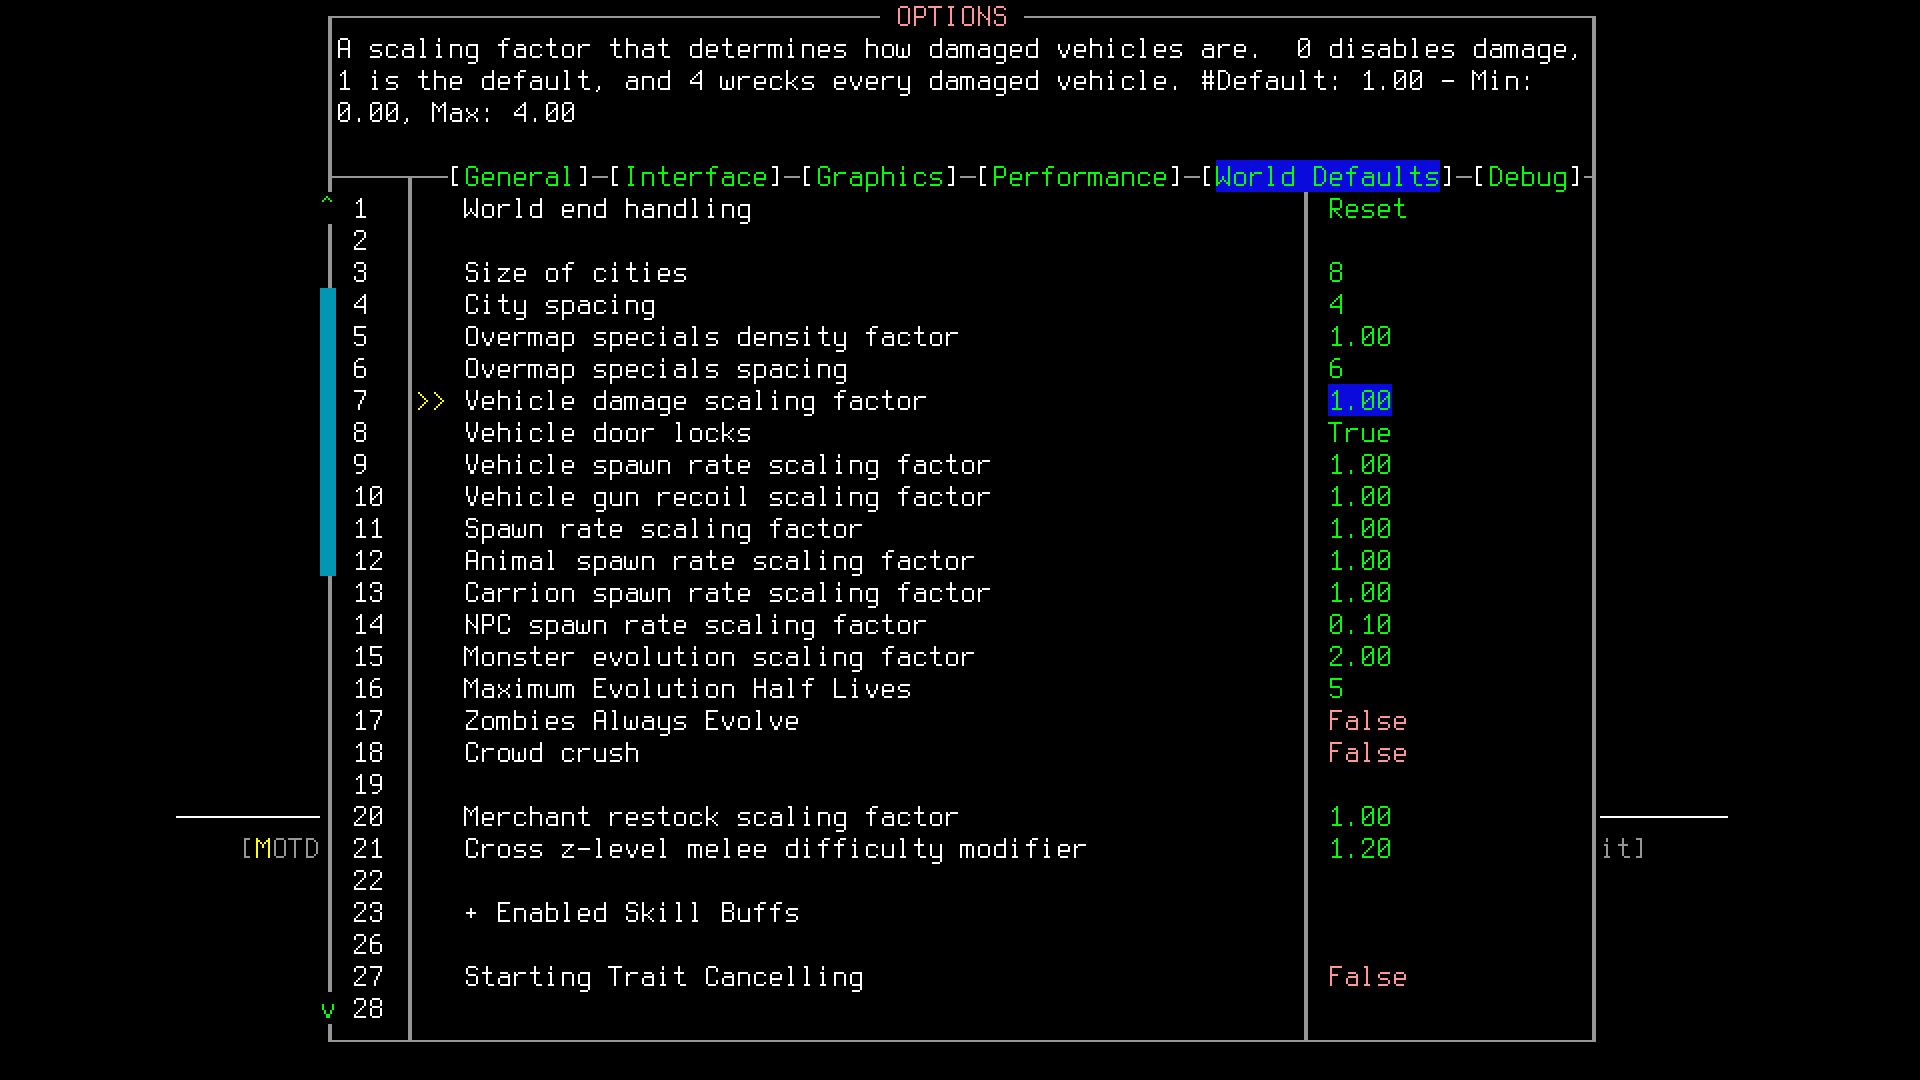 OPTIONS
A scaling factor that determines how damaged vehicles are.  0 disables damage,
1 is the default, and 4 wrecks every damaged vehicle. #Default: 1.00 - Min:
0.00, Max: 4.00
[General]—[Interface]—[Graphics]—[Performance]—[World Defaults]—[Debug]
^ 1 World end handling Reset
2
3 Size of cities 8
4 City spacing 4
5 Overmap specials density factor 1.00
6 Overmap specials spacing 6
7 >> Vehicle damage scaling factor 1.00
8 Vehicle door locks True
9 Vehicle spawn rate scaling factor 1.00
10 Vehicle gun recoil scaling factor 1.00
11 Spawn rate scaling factor 1.00
12 Animal spawn rate scaling factor 1.00
13 Carrion spawn rate scaling factor 1.00
14 NPC spawn rate scaling factor 0.10
15 Monster evolution scaling factor 2.00
16 Maximum Evolution Half Lives 5
17 Zombies Always Evolve False
18 Crowd crush False
19
20 Merchant restock scaling factor 1.00
[MOTD 21 Cross z-level melee difficulty modifier 1.20 it]
22
23 + Enabled Skill Buffs
26
27 Starting Trait Cancelling False
v 28